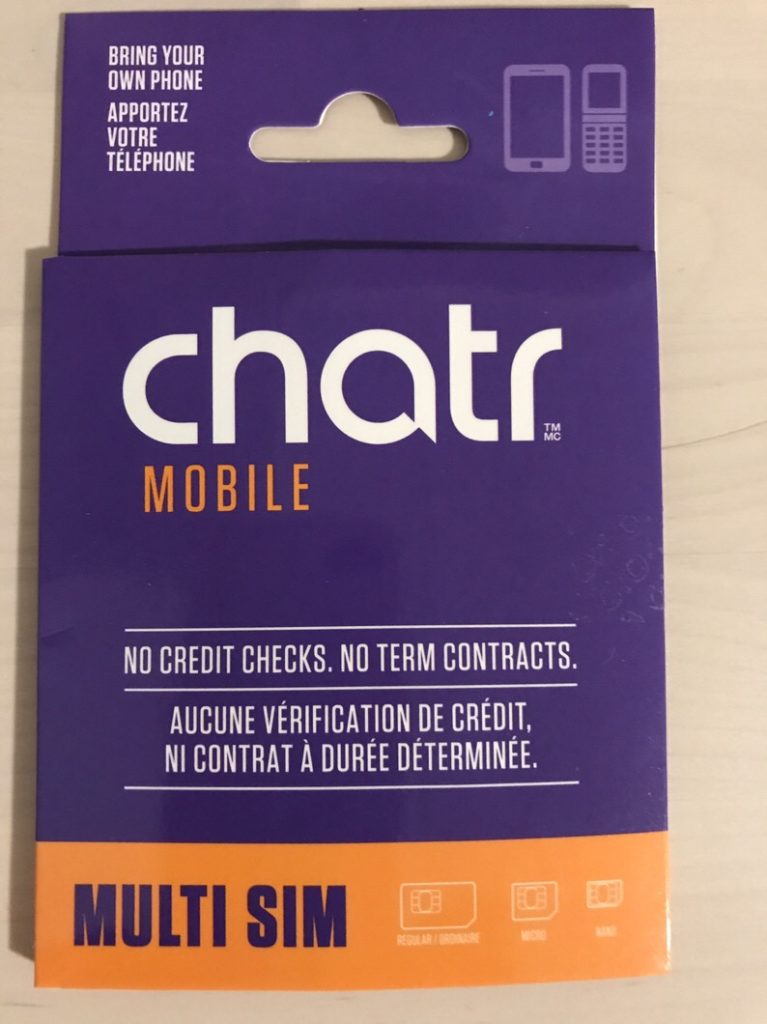 BRING YOUR
OWN PHONE
APPORTEZ
VOTRE
TÉLÉPHONE
chatr
TM
MC
MOBILE
NO CREDIT CHECKS. NO TERM CONTRACTS.
AUCUNE VÉRIFICATION DE CRÉDIT,
NI CONTRAT À DURÉE DÉTERMINÉE.
MULTI SIM
REGULAR / ORDINAIRE
MICRO
NANO